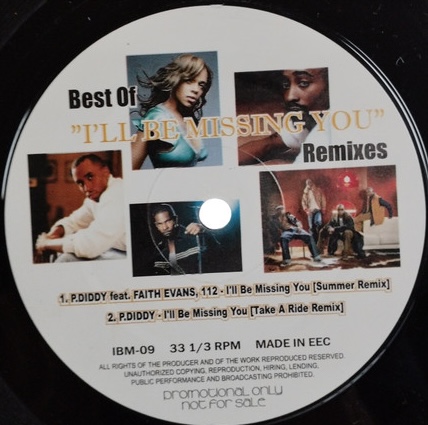 Best Of
"I'LL BE MISSING YOU"
Remixes
1. P.DIDDY feat. FAITH EVANS, 112 - I'll Be Missing You [Summer Remix]
2. P.DIDDY - I'll Be Missing You [Take A Ride Remix]
IBM-09 33 1/3 RPM MADE IN EEC
ALL RIGHTS OF THE PRODUCER AND OF THE WORK REPRODUCED RESERVED.
UNAUTHORIZED COPYING, REPRODUCTION, HIRING, LENDING,
PUBLIC PERFORMANCE AND BROADCASTING PROHIBITED.
promotional only
not for sale